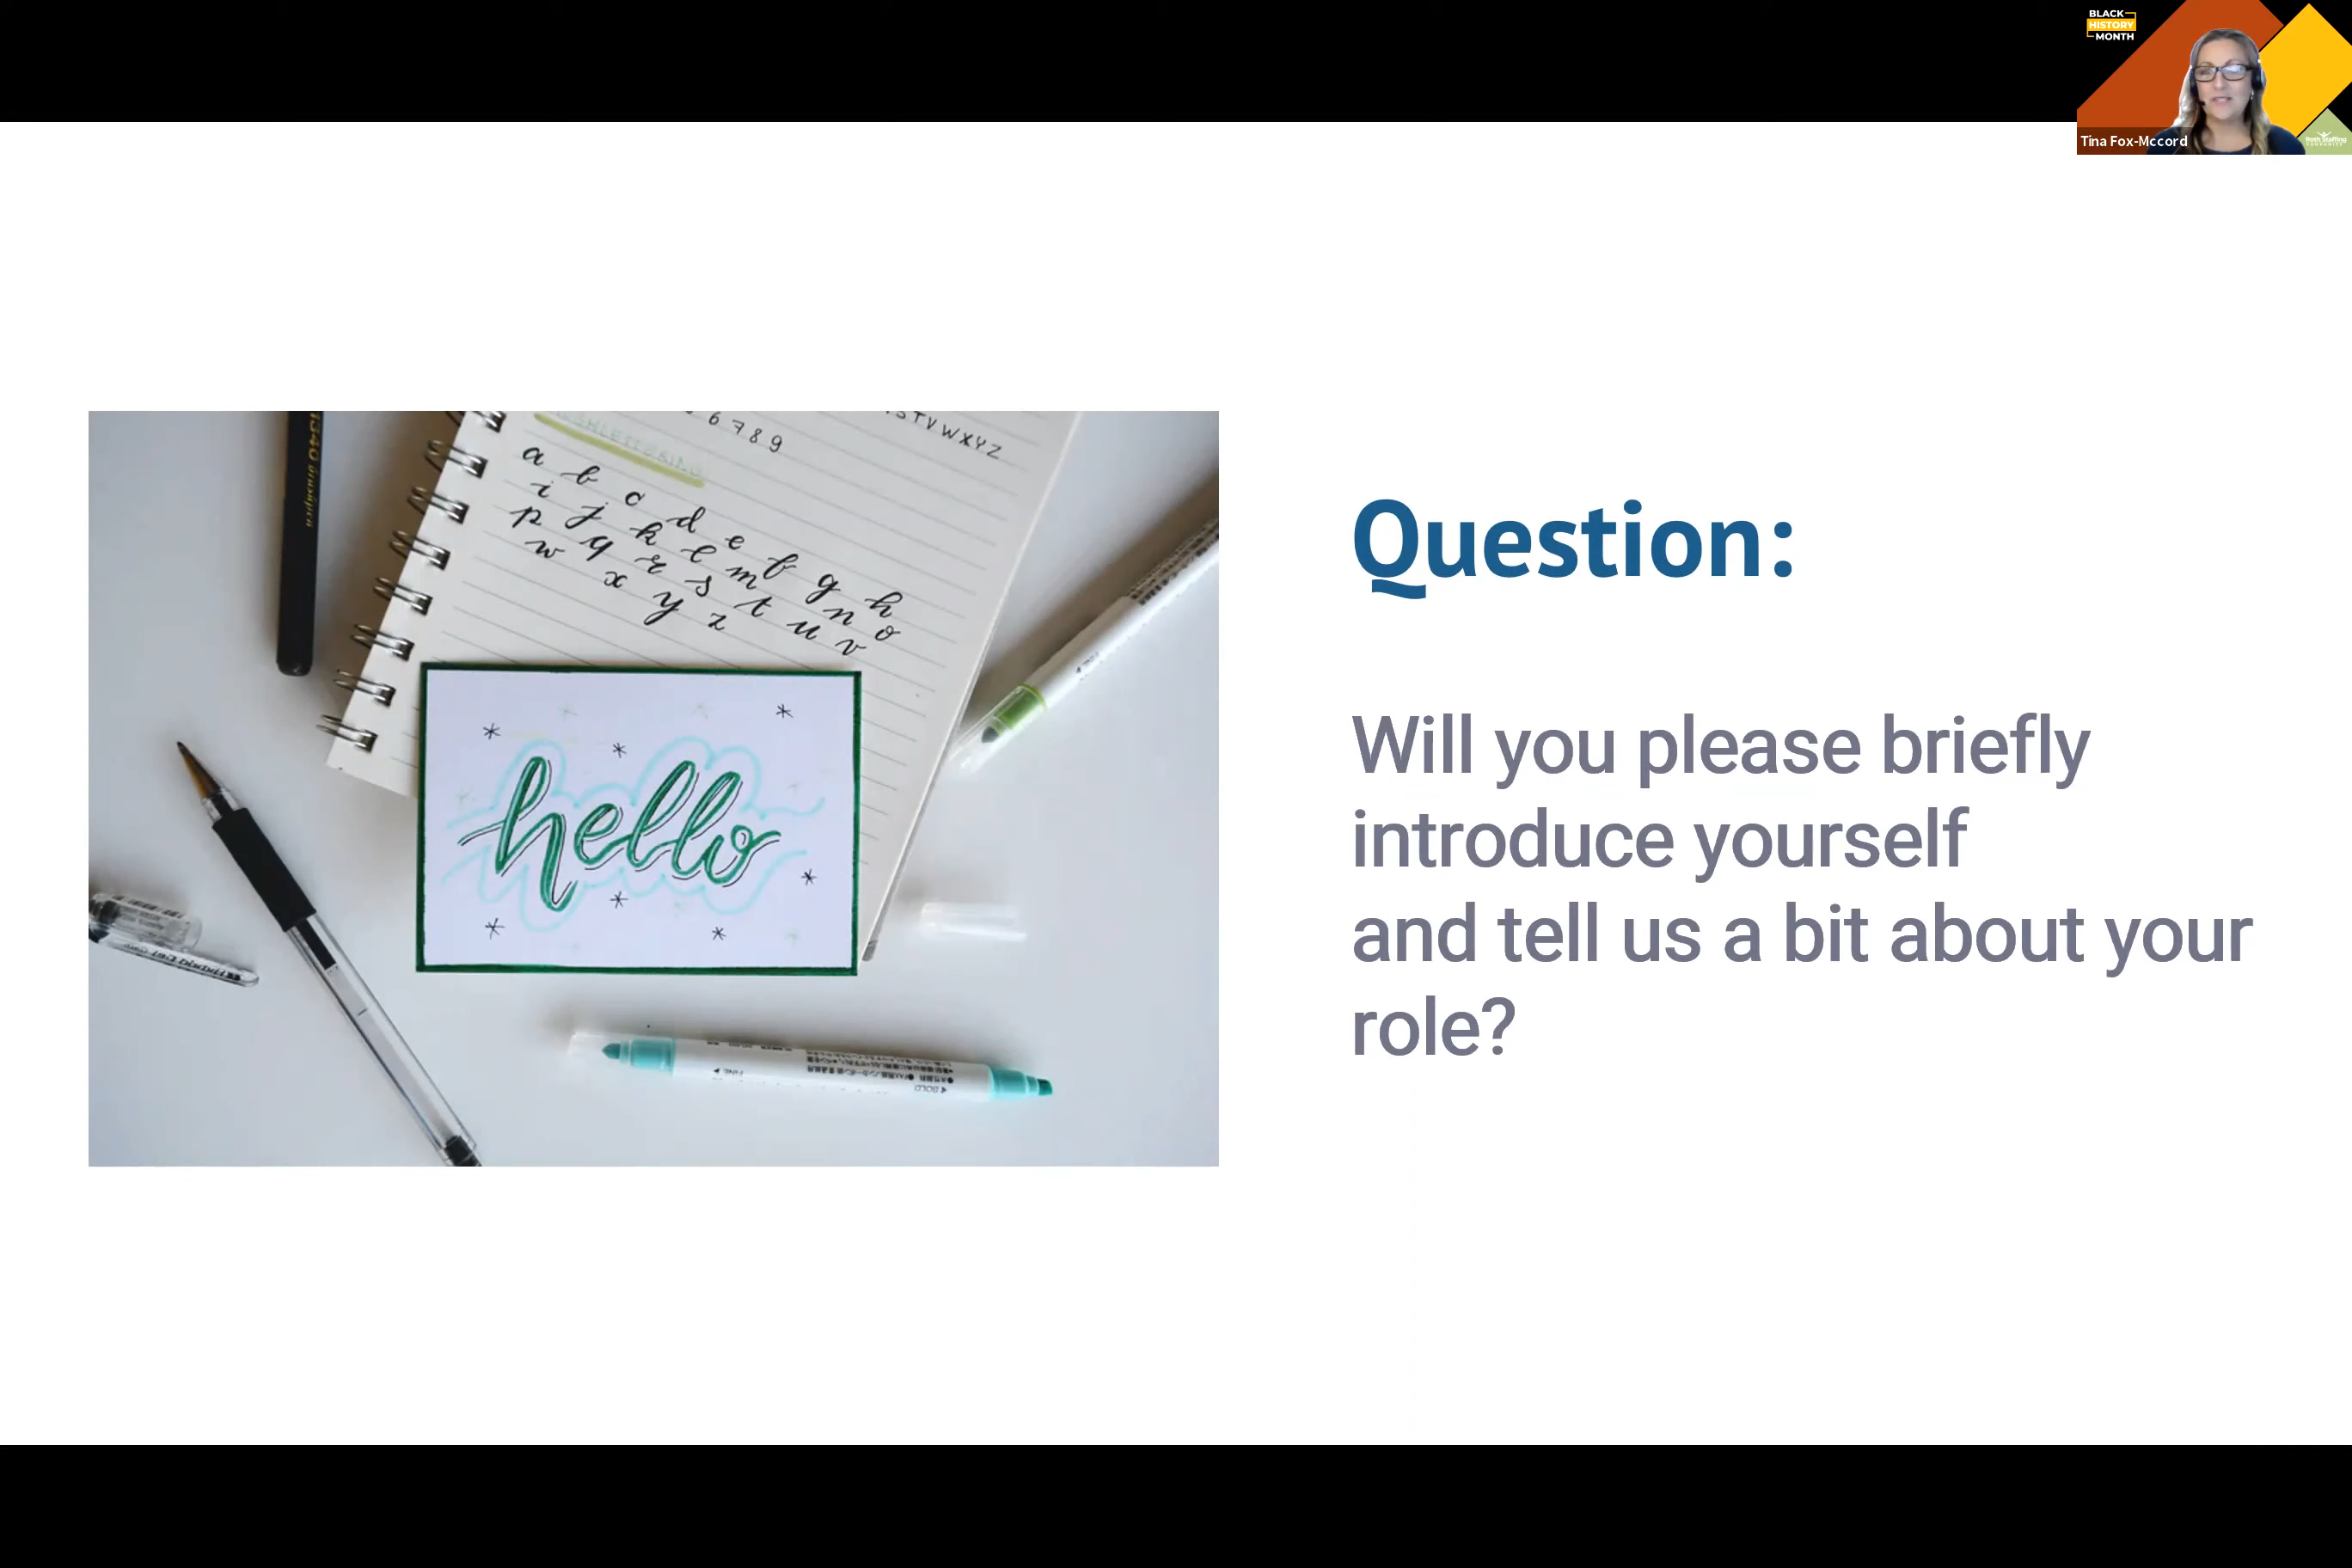 BLACK
HISTORY
MONTH
Tina Fox-Mccord
6 7 8 9
S T V W X Y Z
a b c d e f g h
i j k l m n o
p q r s t u v
w x y z
hello
Question:
Will you please briefly
introduce yourself
and tell us a bit about your
role?